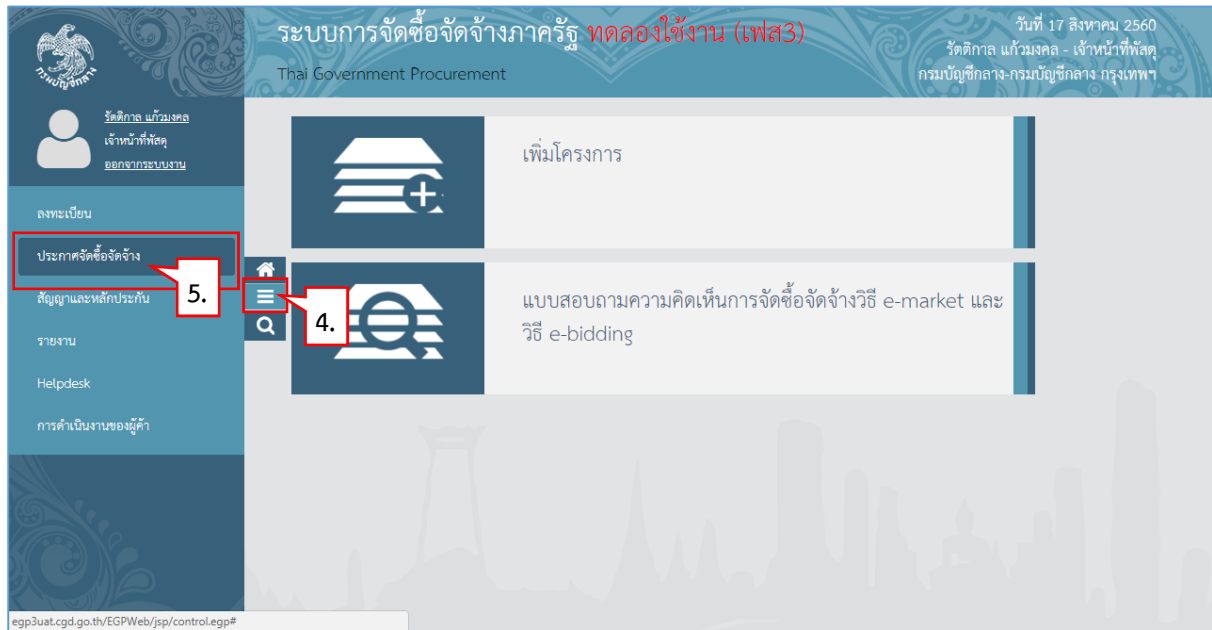 ระบบการจัดซื้อจัดจ้างภาครัฐ ทดลองใช้งาน (เฟส3)
Thai Government Procurement
วันที่ 17 สิงหาคม 2560
รัตติกาล แก้วมงคล - เจ้าหน้าที่พัสดุ
กรมบัญชีกลาง-กรมบัญชีกลาง กรุงเทพฯ
กรมบัญชีกลาง
รัตติกาล แก้วมงคล
เจ้าหน้าที่พัสดุ
ออกจากระบบงาน
ลงทะเบียน
ประกาศจัดซื้อจัดจ้าง
5.
สัญญาและหลักประกัน
4.
รายงาน
Helpdesk
การดำเนินงานของผู้ค้า
เพิ่มโครงการ
แบบสอบถามความคิดเห็นการจัดซื้อจัดจ้างวิธี e-market และ
วิธี e-bidding
egp3uat.cgd.go.th/EGPWeb/jsp/control.egp#